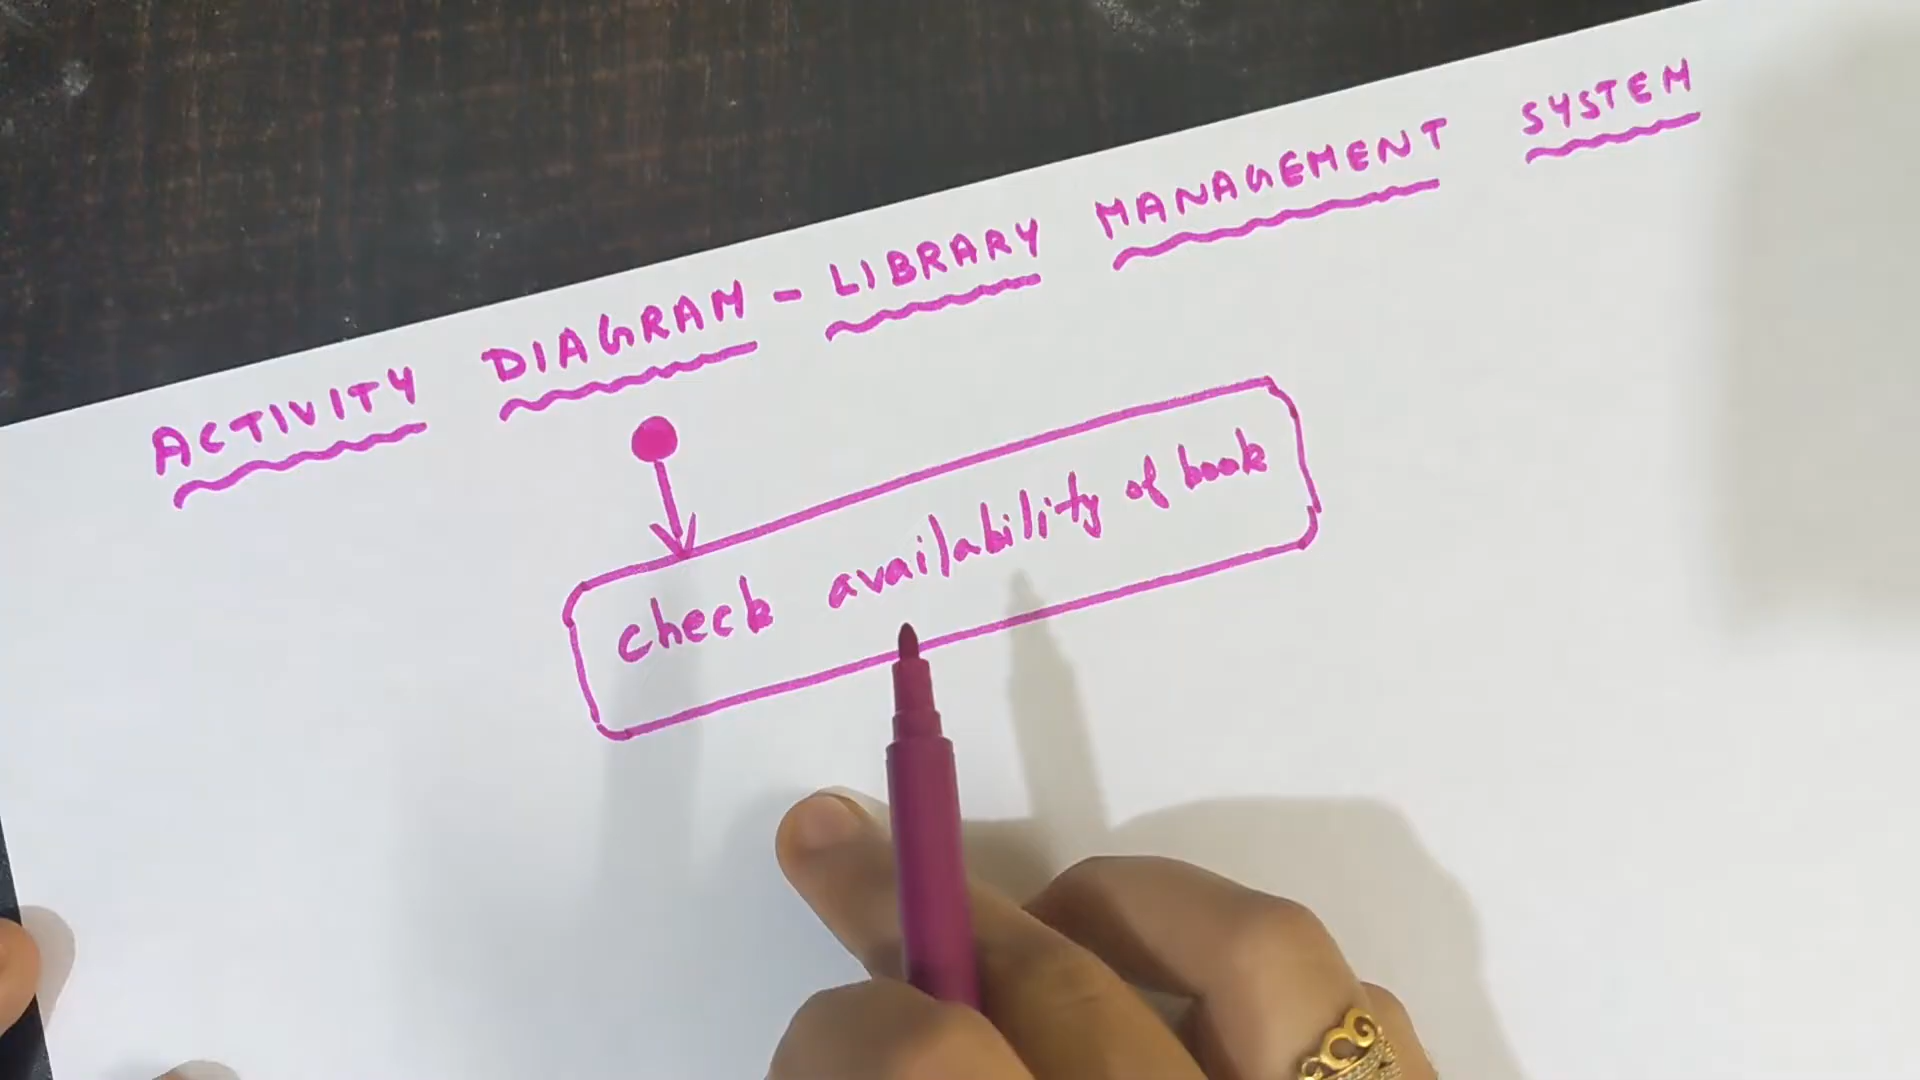 ACTIVITY DIAGRAM - LIBRARY MANAGEMENT SYSTEM
check availability of book